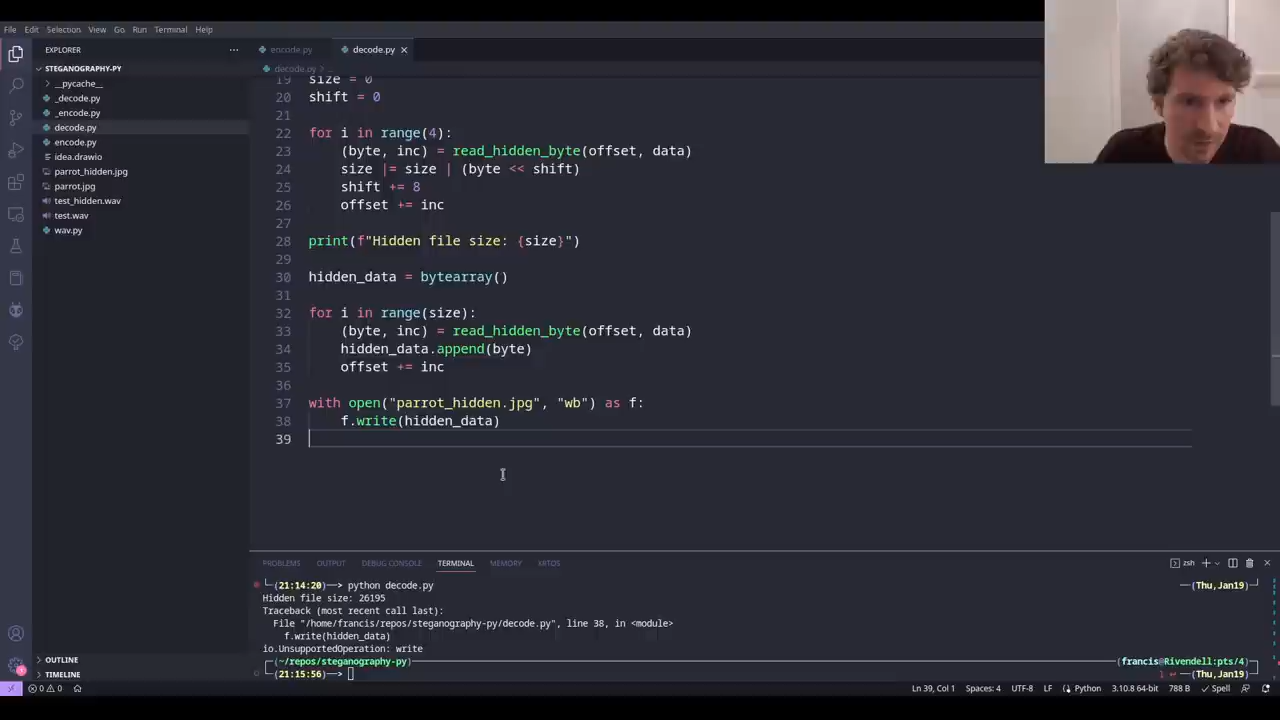 File Edit Selection View Go Run Terminal Help
EXPLORER ...
encode.py
decode.py
STEGANOGRAPHY-PY
decode.py
__pycache__
_decode.py
_encode.py
decode.py
encode.py
idea.drawio
parrot_hidden.jpg
parrot.jpg
test_hidden.wav
test.wav
wav.py
19 size = 0
20 shift = 0
21
22 for i in range(4):
23 (byte, inc) = read_hidden_byte(offset, data)
24 size |= size | (byte << shift)
25 shift += 8
26 offset += inc
27
28 print(f"Hidden file size: {size}")
29
30 hidden_data = bytearray()
31
32 for i in range(size):
33 (byte, inc) = read_hidden_byte(offset, data)
34 hidden_data.append(byte)
35 offset += inc
36
37 with open("parrot_hidden.jpg", "wb") as f:
38 f.write(hidden_data)
39
PROBLEMS OUTPUT DEBUG CONSOLE TERMINAL MEMORY MITOS
zsh
(21:14:20)—> python decode.py —(Thu,Jan19)
Hidden file size: 26195
Traceback (most recent call last):
File "/home/francis/repos/steganography-py/decode.py", line 38, in <module>
f.write(hidden_data)
io.UnsupportedOperation: write
(~/repos/steganography-py) (francis@Rivendell:pts/4)
(21:15:56)—> 1 ↵ —(Thu,Jan19)
OUTLINE
TIMELINE
0 0
Ln 39, Col 1 Spaces: 4 UTF-8 LF Python 3.10.8 64-bit 788 B Spell